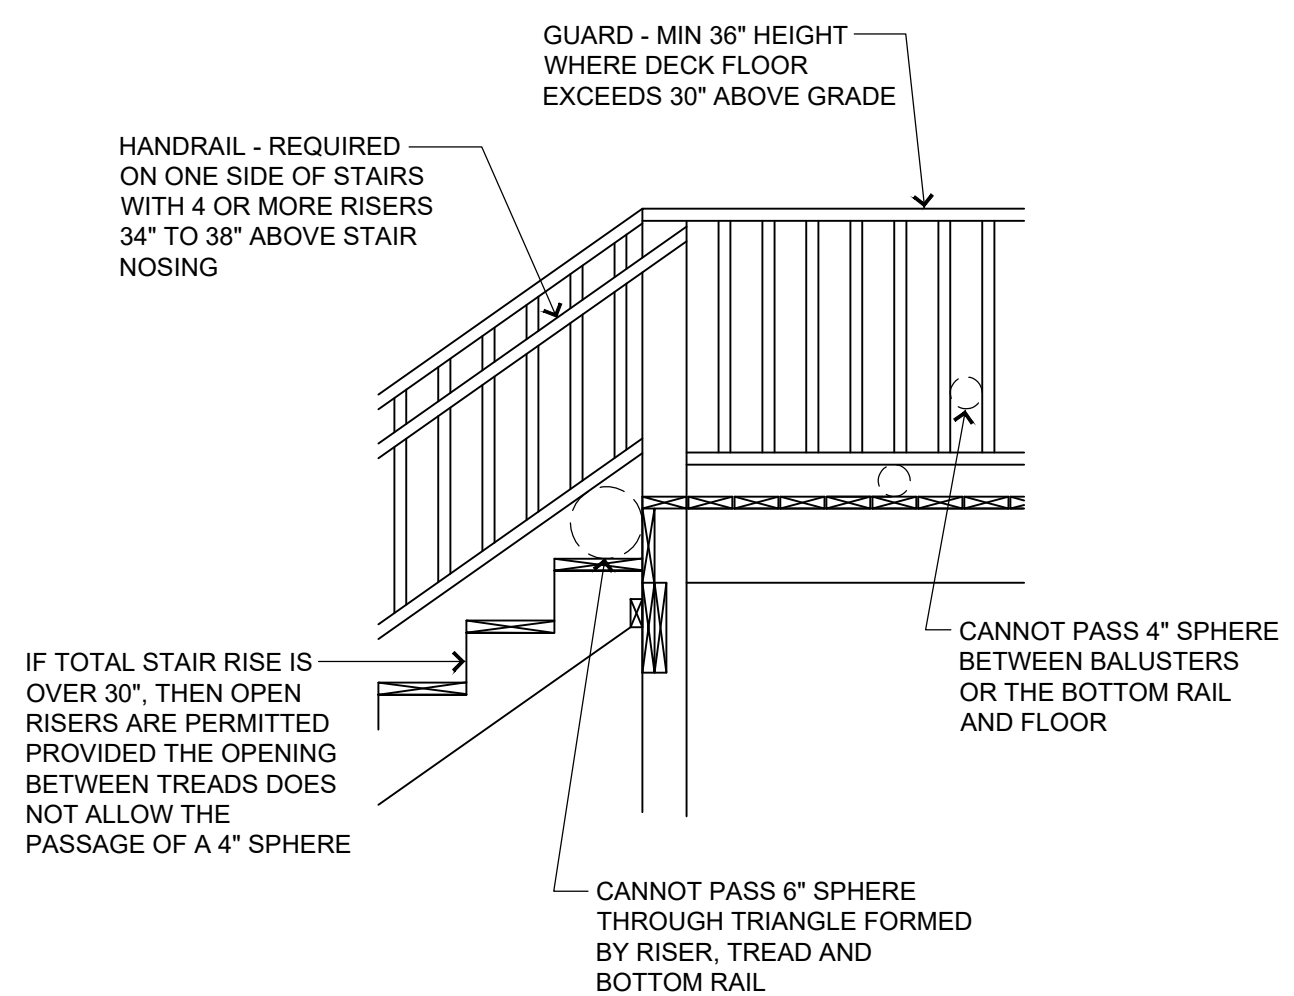 GUARD - MIN 36" HEIGHT
WHERE DECK FLOOR
EXCEEDS 30" ABOVE GRADE
HANDRAIL - REQUIRED
ON ONE SIDE OF STAIRS
WITH 4 OR MORE RISERS
34" TO 38" ABOVE STAIR
NOSING
CANNOT PASS 4" SPHERE
BETWEEN BALUSTERS
OR THE BOTTOM RAIL
AND FLOOR
IF TOTAL STAIR RISE IS
OVER 30", THEN OPEN
RISERS ARE PERMITTED
PROVIDED THE OPENING
BETWEEN TREADS DOES
NOT ALLOW THE
PASSAGE OF A 4" SPHERE
CANNOT PASS 6" SPHERE
THROUGH TRIANGLE FORMED
BY RISER, TREAD AND
BOTTOM RAIL